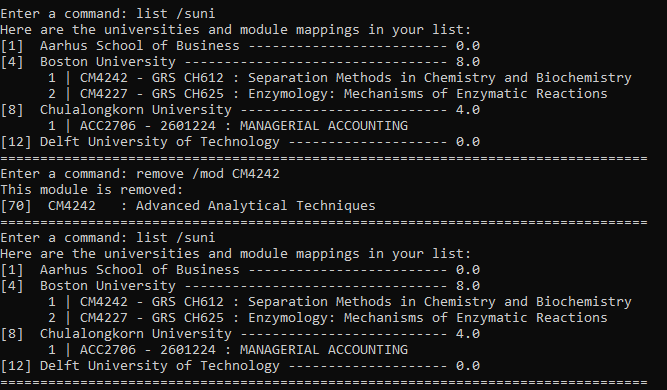 Enter a command: list /suni
Here are the universities and module mappings in your list:
[1]  Aarhus School of Business ------------------------- 0.0
[4]  Boston University --------------------------------- 8.0
      1 | CM4242 - GRS CH612 : Separation Methods in Chemistry and Biochemistry
      2 | CM4227 - GRS CH625 : Enzymology: Mechanisms of Enzymatic Reactions
[8]  Chulalongkorn University -------------------------- 4.0
      1 | ACC2706 - 2601224 : MANAGERIAL ACCOUNTING
[12] Delft University of Technology -------------------- 0.0
=================================================================================
Enter a command: remove /mod CM4242
This module is removed:
[70]  CM4242   : Advanced Analytical Techniques
=================================================================================
Enter a command: list /suni
Here are the universities and module mappings in your list:
[1]  Aarhus School of Business ------------------------- 0.0
[4]  Boston University --------------------------------- 8.0
      1 | CM4242 - GRS CH612 : Separation Methods in Chemistry and Biochemistry
      2 | CM4227 - GRS CH625 : Enzymology: Mechanisms of Enzymatic Reactions
[8]  Chulalongkorn University -------------------------- 4.0
      1 | ACC2706 - 2601224 : MANAGERIAL ACCOUNTING
[12] Delft University of Technology -------------------- 0.0
=================================================================================